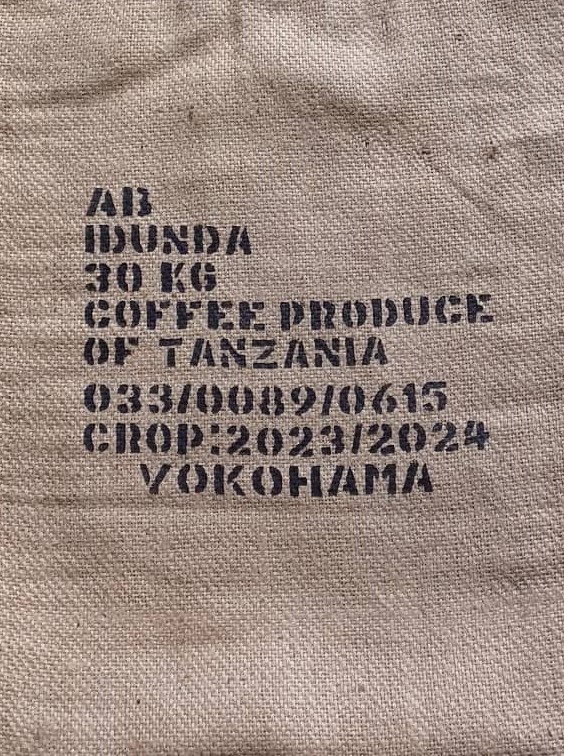 AB
IDUNDA
30 KG
COFFEE PRODUCE
OF TANZANIA
033/0089/0615
CROP:2023/2024
YOKOHAMA